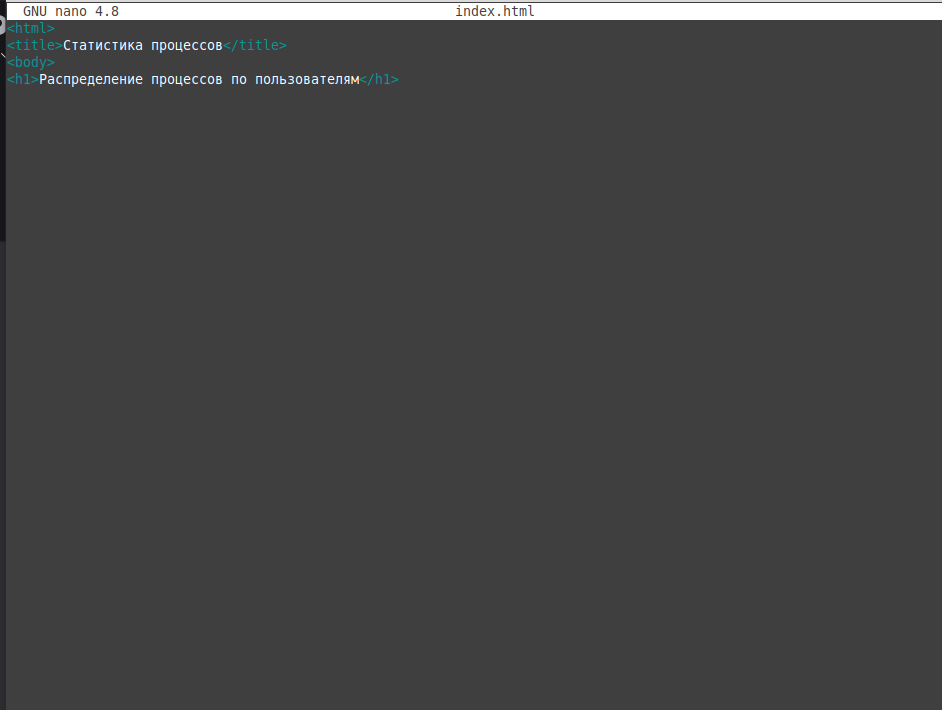 GNU nano 4.8 index.html
<html>
<title>Статистика процессов</title>
<body>
<h1>Распределение процессов по пользователям</h1>